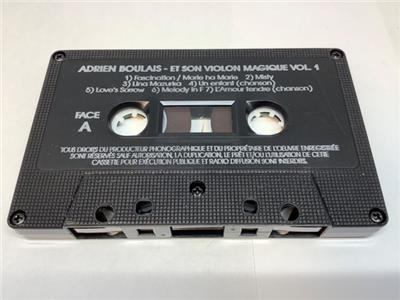 ADRIEN BOULAIS - ET SON VIOLON MAGIQUE VOL. 1
1) Fascination / Marie ha Marie 2) Misty
3) Lina Mazurka 4) Un enfant (chanson)
5) Love's Sorrow 6) Melody in F 7) L'Amour tendre (chanson)
FACE
A
TOUS DROITS DU PRODUCTEUR PHONOGRAPHIQUE ET DU PROPRIÉTAIRE DE L'OEUVRE ENREGISTRÉE
SONT RÉSERVÉS SAUF AUTORISATION, LA DUPLICATION, LE PRÊT ET/OU L'UTILISATION DE CETTE
CASSETTE POUR EXÉCUTION PUBLIQUE ET RADIO DIFFUSION SONT INTERDITS.